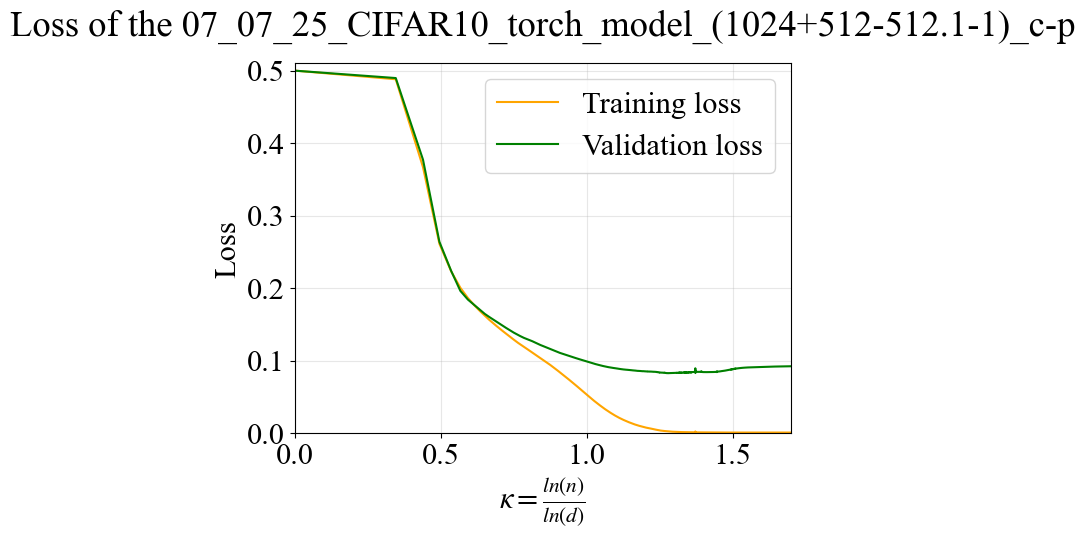 Loss of the 07_07_25_CIFAR10_torch_model_(1024+512-512.1-1)_c-p
0.5
0.4
0.3
0.2
0.1
0.0
Loss
Training loss
Validation loss
0.0 0.5 1.0 1.5
κ = ln(n)/ln(d)